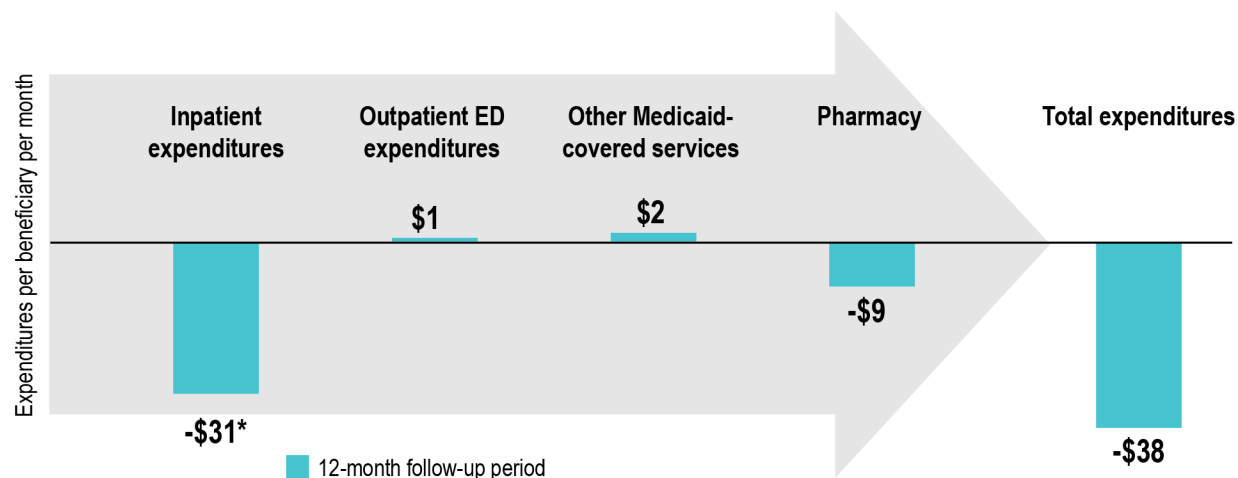 Expenditures per beneficiary per month
Inpatient
expenditures
Outpatient ED
expenditures
Other Medicaid-
covered services
Pharmacy
Total expenditures
$1
$2
-$9
-$31*
-$38
12-month follow-up period